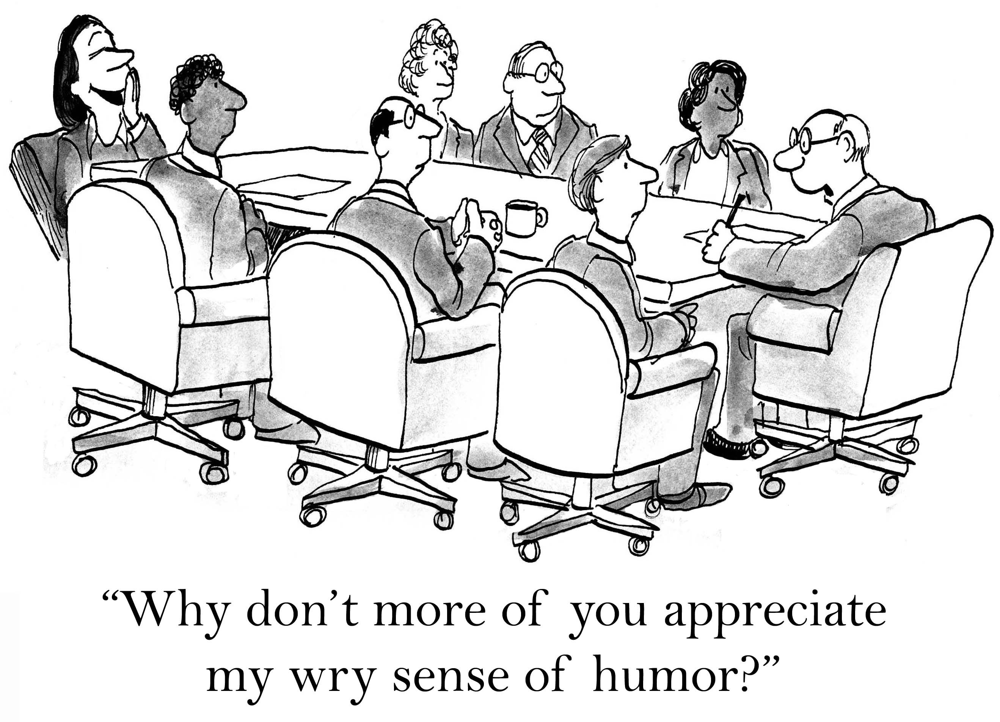 “Why don’t more of you appreciate
my wry sense of humor?”